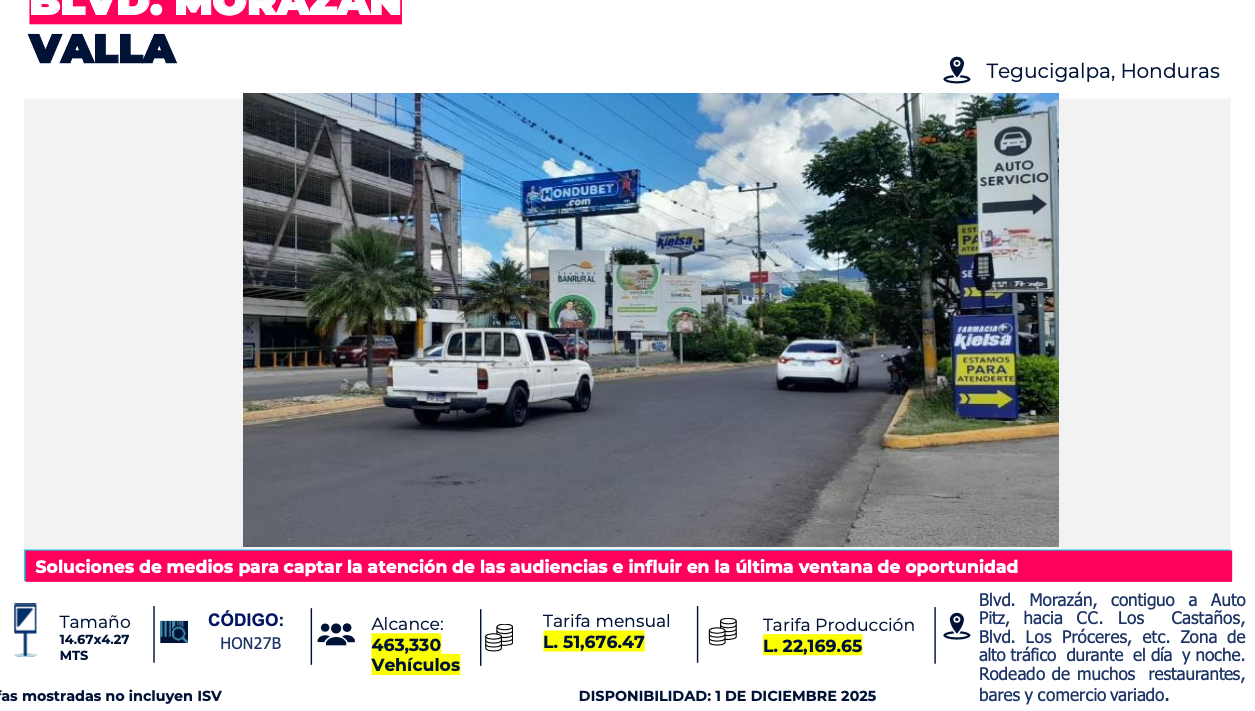 BLVD. MORAZÁN
VALLA
Tegucigalpa, Honduras
HONDUBET
.com
Kielsa
BANRURAL
BANRURAL
AUTO
SERVICIO
FARMACIA
Kielsa
ESTAMOS
PARA
ATENDERTE
Soluciones de medios para captar la atención de las audiencias e influir en la última ventana de oportunidad
Tamaño
14.67x4.27
MTS
CÓDIGO:
HON27B
Alcance:
463,330
Vehículos
Tarifa mensual
L. 51,676.47
Tarifa Producción
L. 22,169.65
Blvd. Morazán, contiguo a Auto
Pitz, hacia CC. Los Castaños,
Blvd. Los Próceres, etc. Zona de
alto tráfico durante el día y noche.
Rodeado de muchos restaurantes,
bares y comercio variado.
fas mostradas no incluyen ISV
DISPONIBILIDAD: 1 DE DICIEMBRE 2025